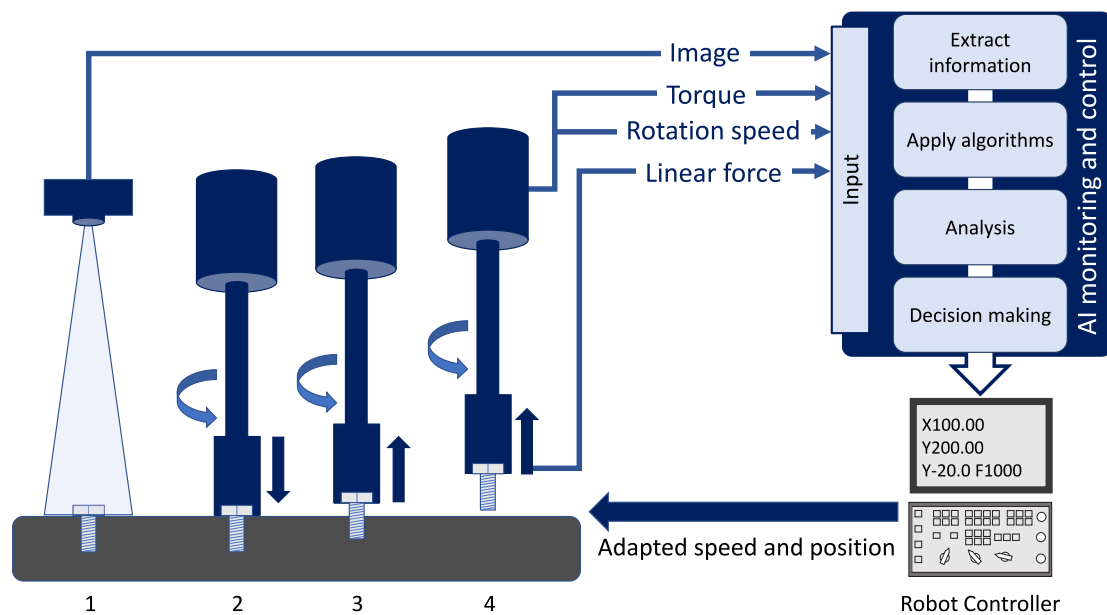 Image
Torque
Rotation speed
Linear force
Input
Extract
information
Apply algorithms
Analysis
Decision making
AI monitoring and control
X100.00
Y200.00
Y-20.0 F1000
Adapted speed and position
1
2
3
4
Robot Controller